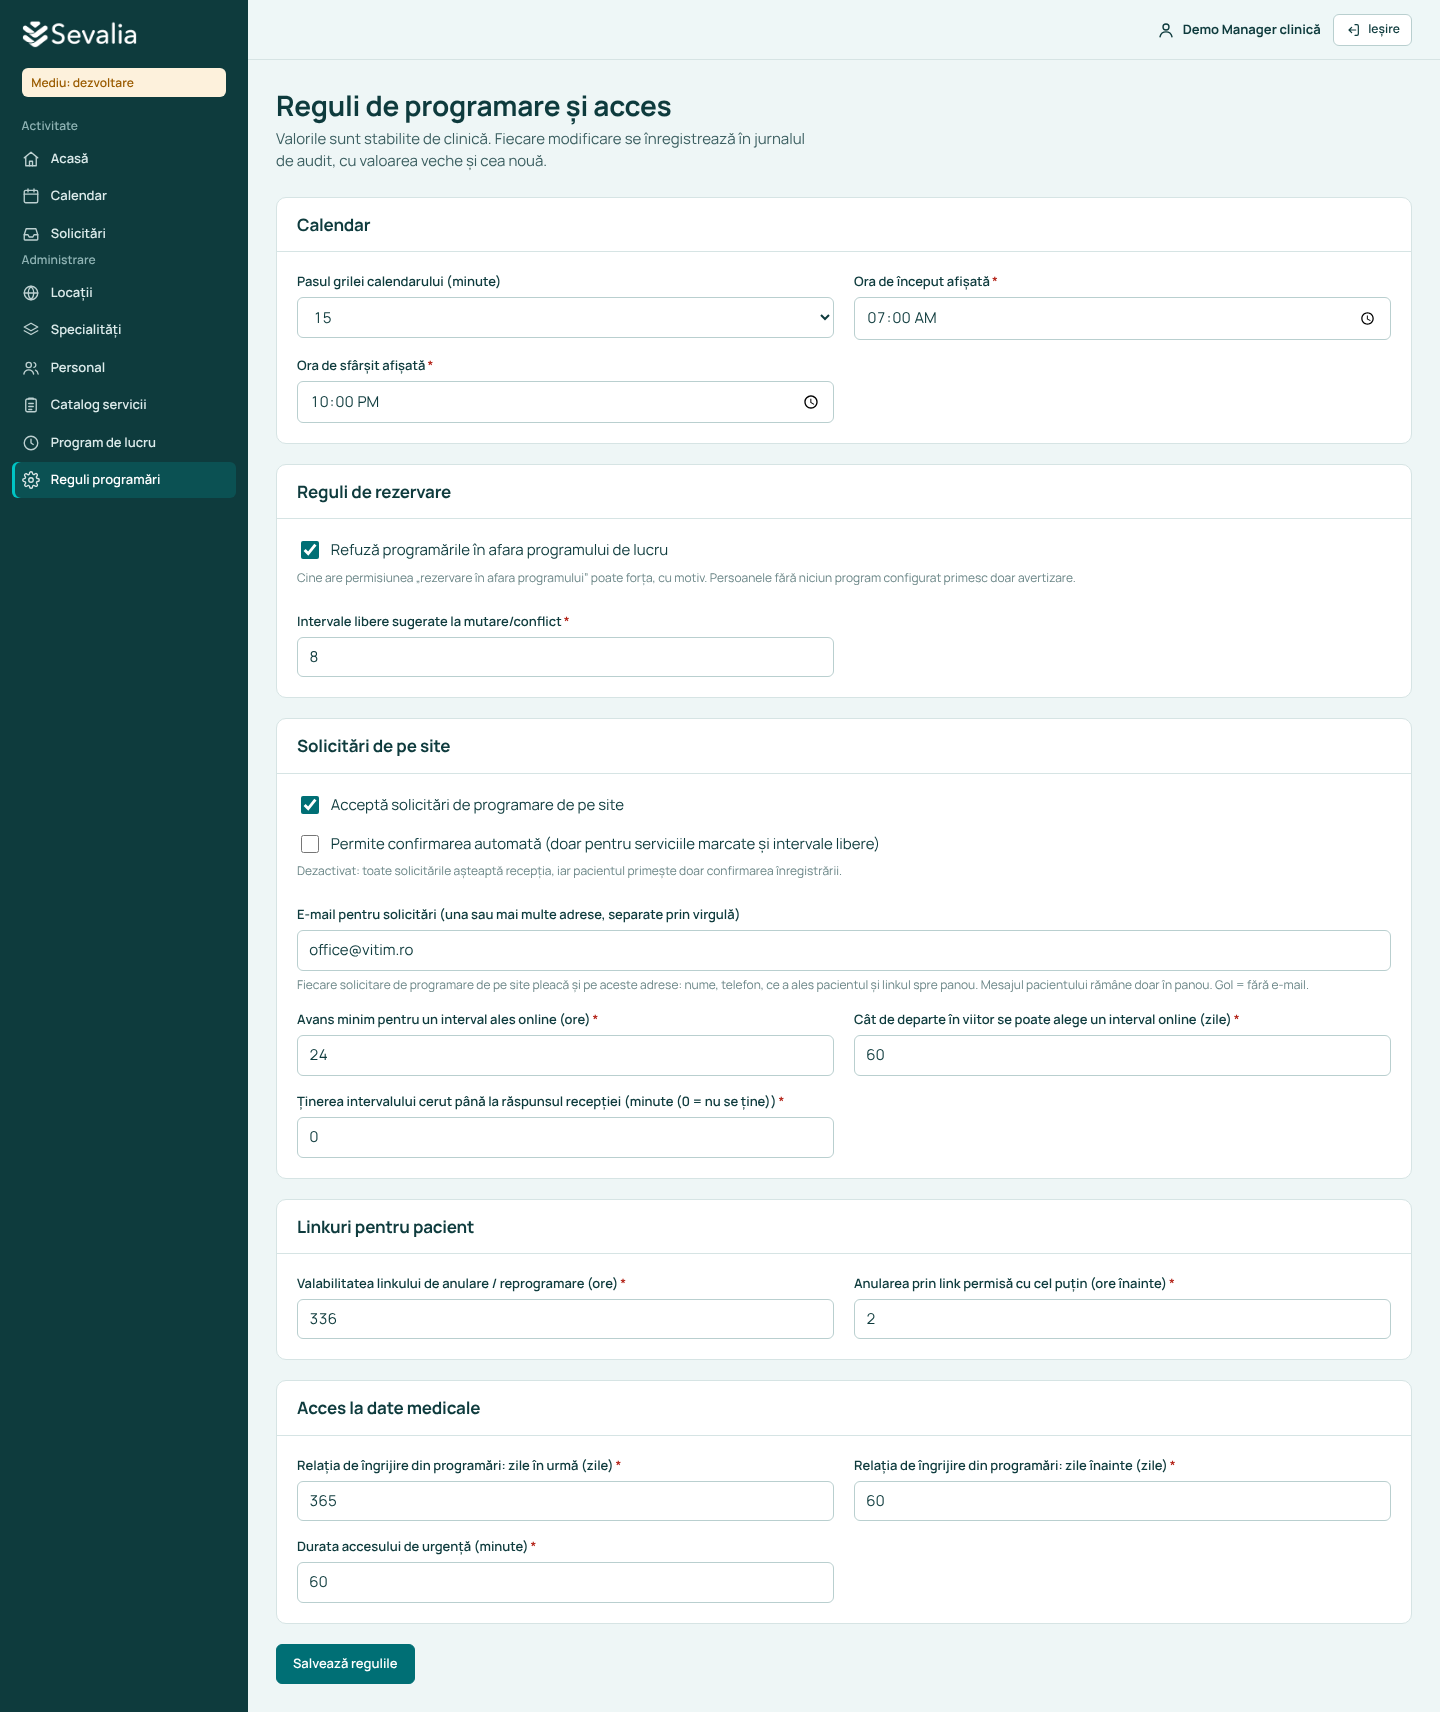 Sevalia
Demo Manager clinică
Ieșire
Mediu: dezvoltare
Activitate
Acasă
Calendar
Solicitări
Administrare
Locații
Specialități
Personal
Catalog servicii
Program de lucru
Reguli programări
Reguli de programare și acces
Valorile sunt stabilite de clinică. Fiecare modificare se înregistrează în jurnalul
de audit, cu valoarea veche și cea nouă.
Calendar
Pasul grilei calendarului (minute)
15
Ora de început afișată *
07:00 AM
Ora de sfârșit afișată *
10:00 PM
Reguli de rezervare
Refuză programările în afara programului de lucru
Cine are permisiunea „rezervare în afara programului” poate forța, cu motiv. Persoanele fără niciun program configurat primesc doar avertizare.
Intervale libere sugerate la mutare/conflict *
8
Solicitări de pe site
Acceptă solicitări de programare de pe site
Permite confirmarea automată (doar pentru serviciile marcate și intervale libere)
Dezactivat: toate solicitările așteaptă recepția, iar pacientul primește doar confirmarea înregistrării.
E-mail pentru solicitări (una sau mai multe adrese, separate prin virgulă)
office@vitim.ro
Fiecare solicitare de programare de pe site pleacă și pe aceste adrese: nume, telefon, ce a ales pacientul și linkul spre panou. Mesajul pacientului rămâne doar în panou. Gol = fără e-mail.
Avans minim pentru un interval ales online (ore) *
24
Cât de departe în viitor se poate alege un interval online (zile) *
60
Ținerea intervalului cerut până la răspunsul recepției (minute (0 = nu se ține)) *
0
Linkuri pentru pacient
Valabilitatea linkului de anulare / reprogramare (ore) *
336
Anularea prin link permisă cu cel puțin (ore înainte) *
2
Acces la date medicale
Relația de îngrijire din programări: zile în urmă (zile) *
365
Relația de îngrijire din programări: zile înainte (zile) *
60
Durata accesului de urgență (minute) *
60
Salvează regulile